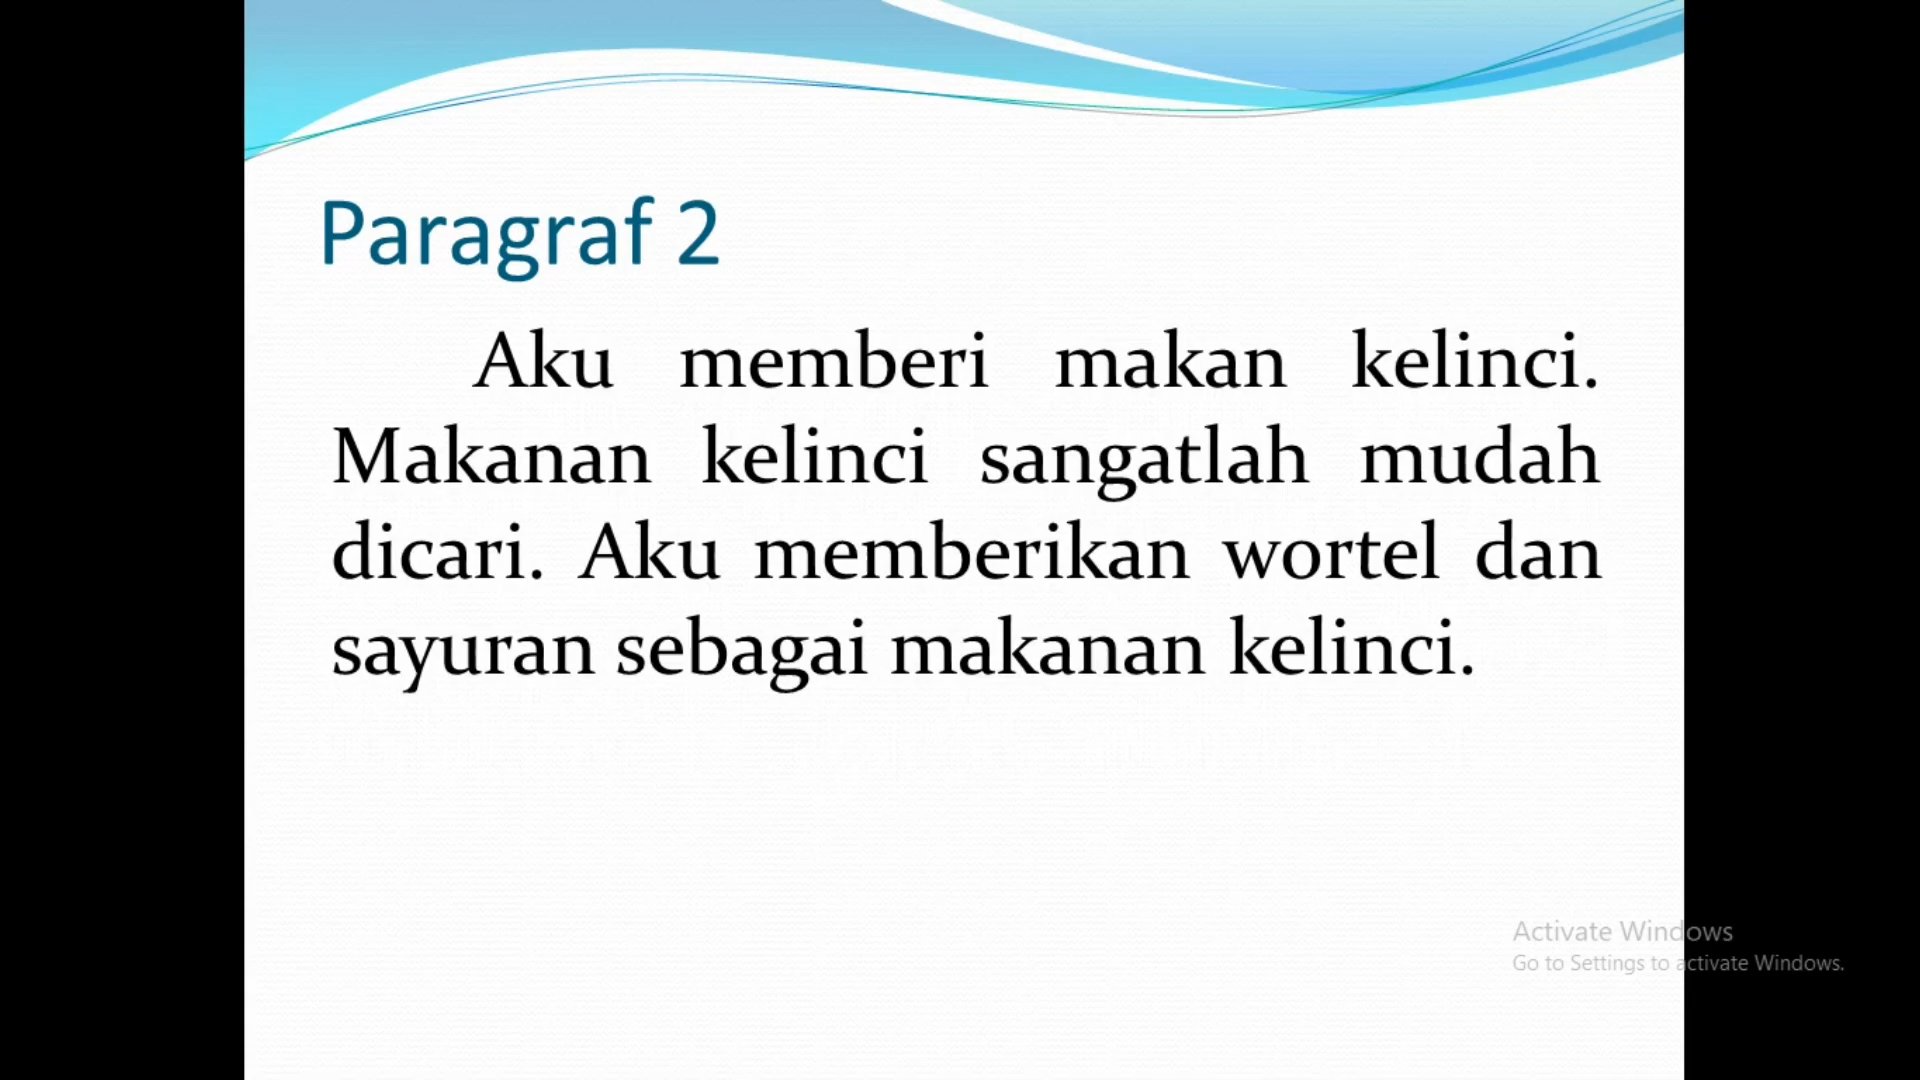 Paragraf 2
Aku memberi makan kelinci.
Makanan kelinci sangatlah mudah
dicari. Aku memberikan wortel dan
sayuran sebagai makanan kelinci.
Activate Windows
Go to Settings to activate Windows.